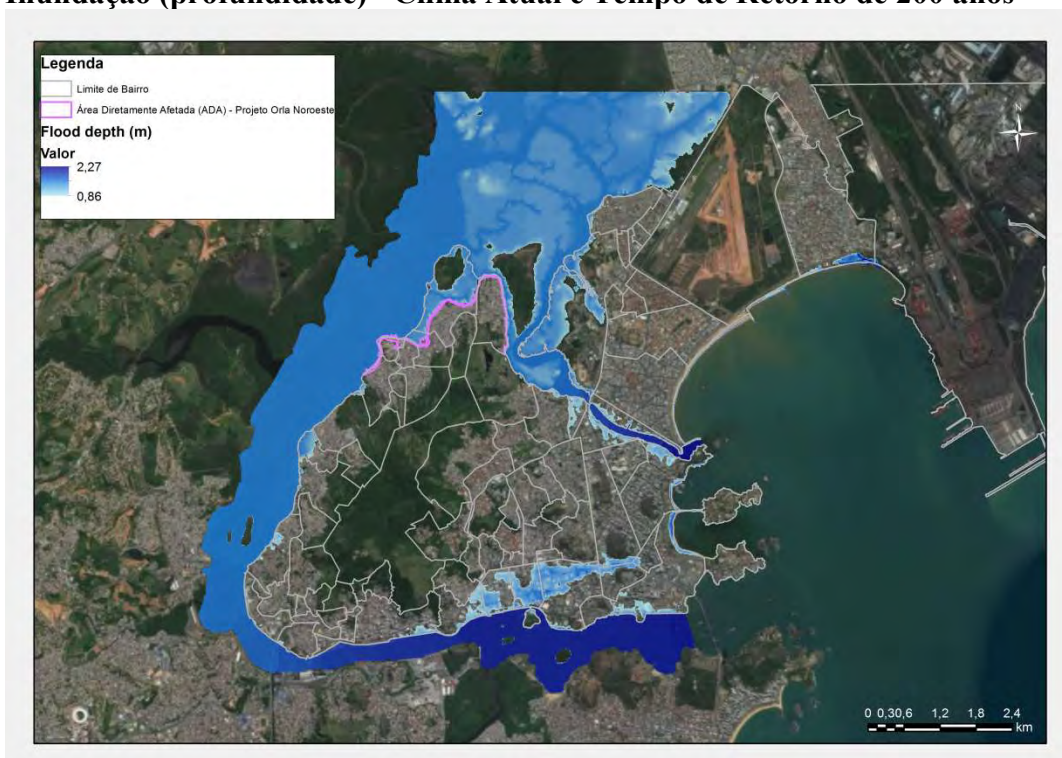 Inundação (profundidade) - Clima Atual e Tempo de Retorno de 200 anos
Legenda
Limite de Bairro
Área Diretamente Afetada (ADA) - Projeto Orla Noroeste
Flood depth (m)
Valor
2,27
0,86
N
0 0,30,6 1,2 1,8 2,4
km